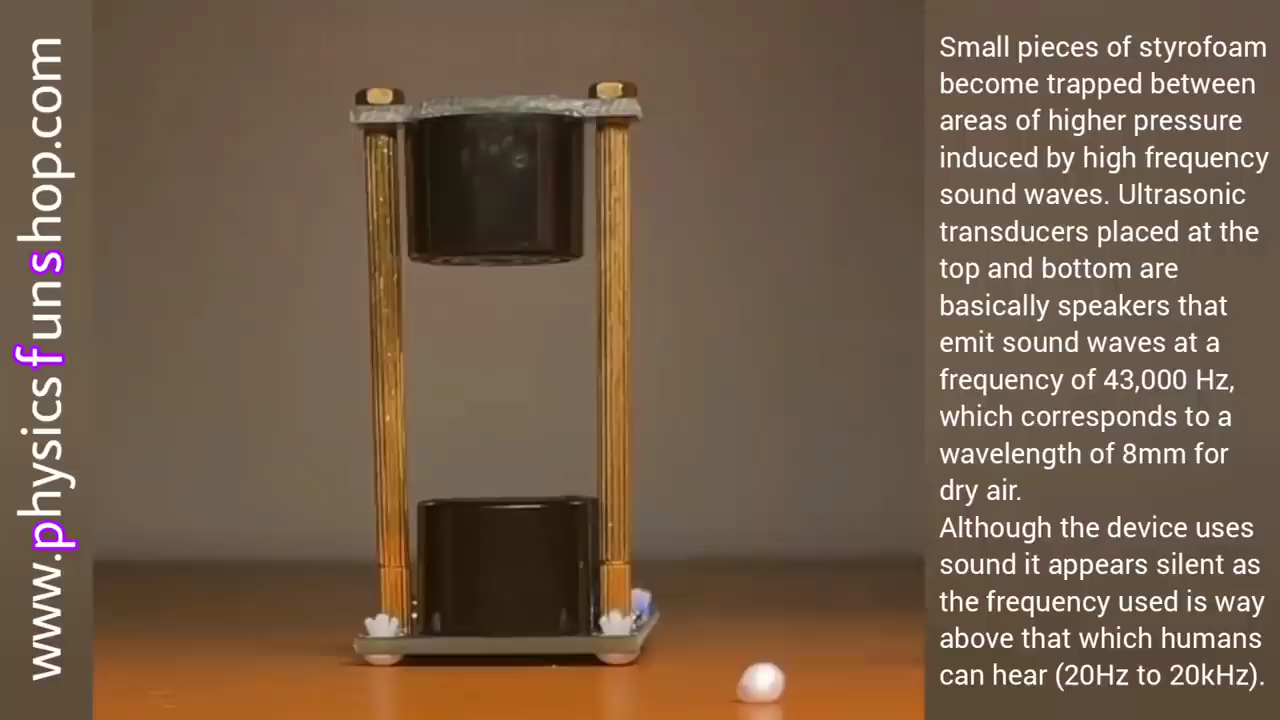 www.physicsfunshop.com
Small pieces of styrofoam
become trapped between
areas of higher pressure
induced by high frequency
sound waves. Ultrasonic
transducers placed at the
top and bottom are
basically speakers that
emit sound waves at a
frequency of 43,000 Hz,
which corresponds to a
wavelength of 8mm for
dry air.
Although the device uses
sound it appears silent as
the frequency used is way
above that which humans
can hear (20Hz to 20kHz).